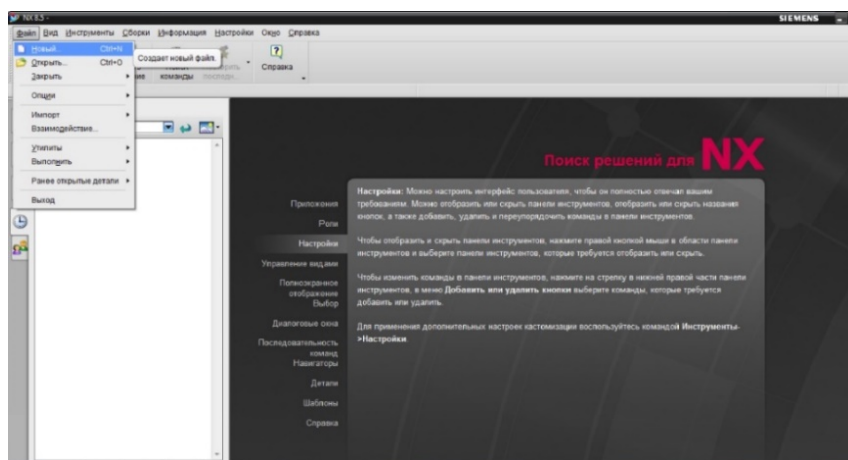 NX 8.5 -
SIEMENS
Файл Вид Инструменты Сборки Информация Настройки Окно Справка
Новый... Ctrl+N
Создает новый файл.
Открыть... Ctrl+O
Закрыть
команды
Справка
Опции
Импорт
Взаимодействие...
Утилиты
Выполнить
Ранее открытые детали
Выход
Поиск решений для NX
Приложения
Роли
Настройки
Управление видами
Полноэкранное
отображение
Выбор
Диалоговые окна
Последовательность
команд
Навигаторы
Детали
Шаблоны
Справка
Настройки: Можно настроить интерфейс пользователя, чтобы он полностью отвечал вашим
требованиям. Можно отобразить или скрыть панели инструментов, отобразить или скрыть названия
кнопок, а также добавить, удалить и переупорядочить команды в панели инструментов.
Чтобы отобразить и скрыть панели инструментов, нажмите правой кнопкой мыши в области панели
инструментов и выберите панели инструментов, которые требуется отобразить или скрыть.
Чтобы изменить команды в панели инструментов, нажмите на стрелку в нижней правой части панели
инструментов, в меню Добавить или удалить кнопки выберите команды, которые требуется
добавить или удалить.
Для применения дополнительных настроек кастомизации воспользуйтесь командой Инструменты-
>Настройки.